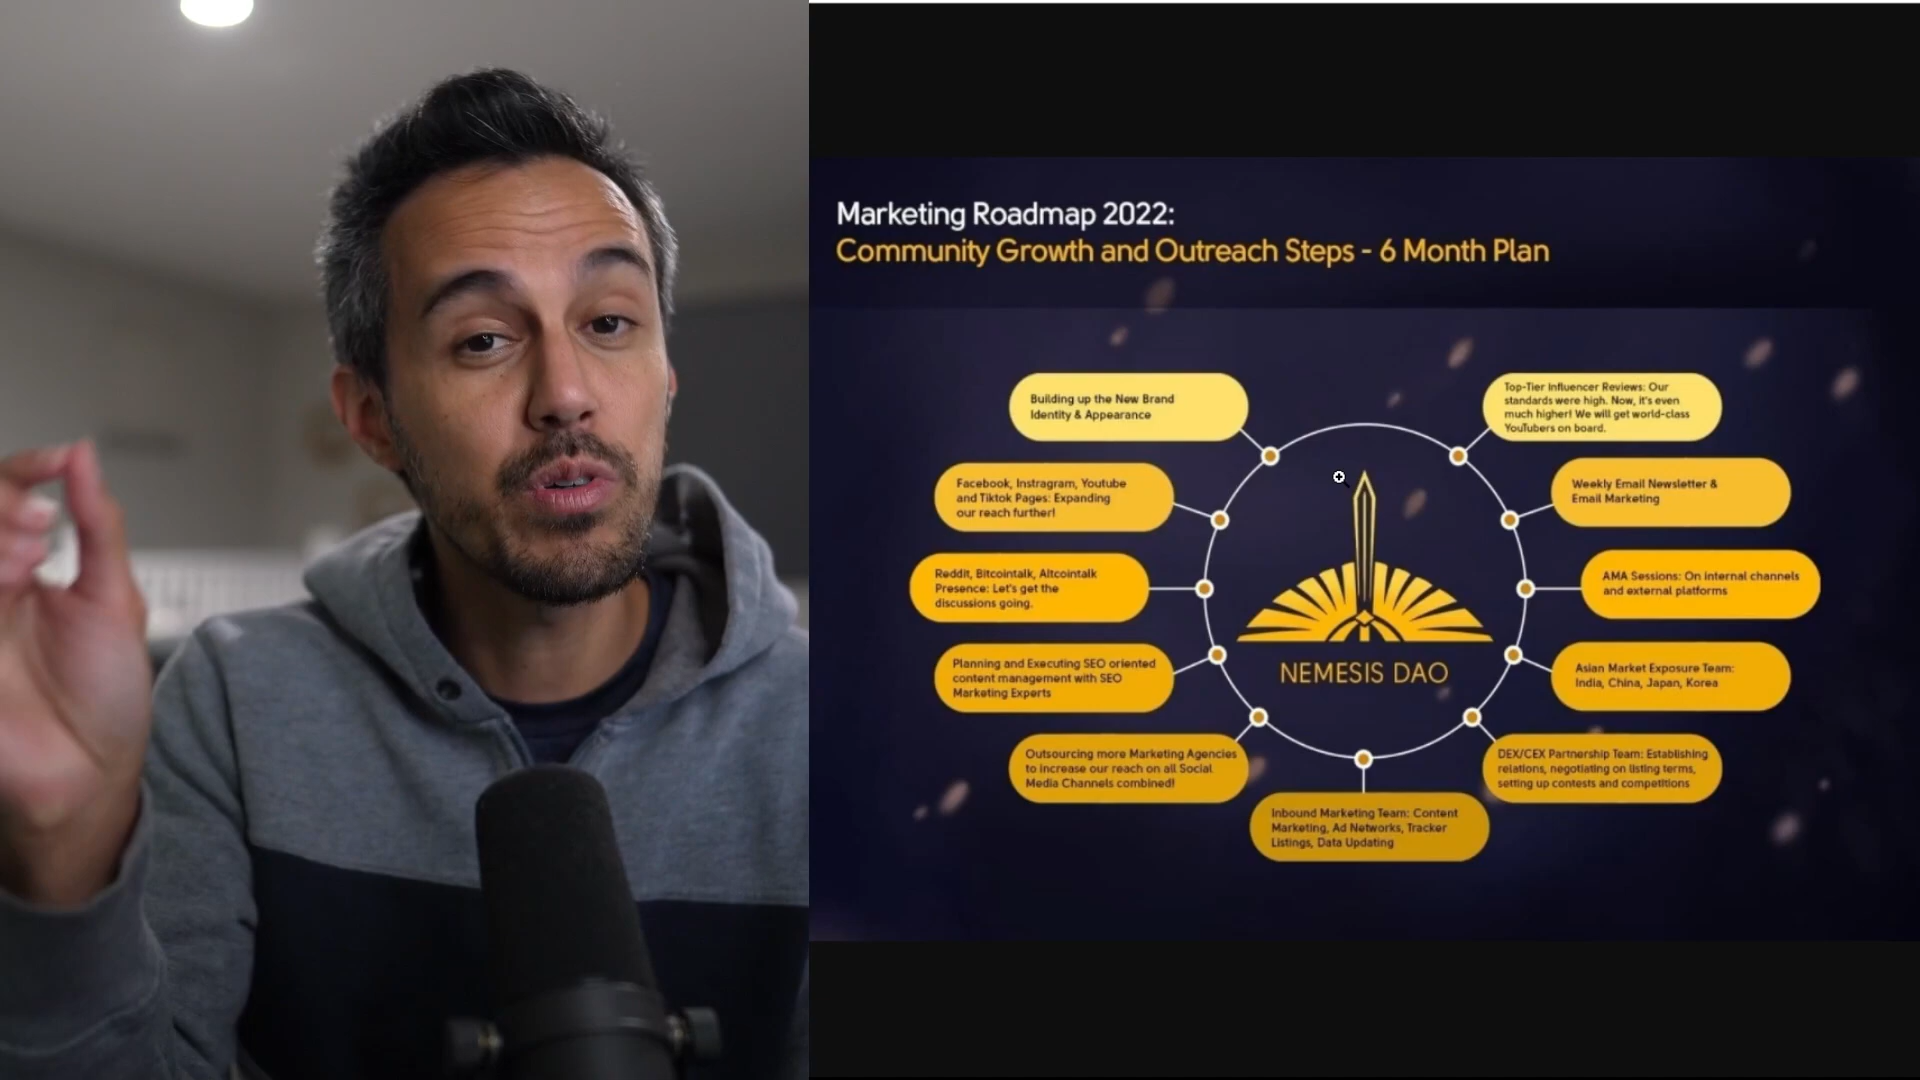 Marketing Roadmap 2022:
Community Growth and Outreach Steps - 6 Month Plan
Building up the New Brand
Identity & Appearance
Facebook, Instragram, Youtube
and Tiktok Pages: Expanding
our reach further!
Reddit, Bitcointalk, Altcointalk
Presence: Let's get the
discussions going.
Planning and Executing SEO oriented
content management with SEO
Marketing Experts
Outsourcing more Marketing Agencies
to increase our reach on all Social
Media Channels combined!
Inbound Marketing Team: Content
Marketing, Ad Networks, Tracker
Listings, Data Updating
Top-Tier Influencer Reviews: Our
standards were high. Now, it's even
much higher! We will get world-class
YouTubers on board.
Weekly Email Newsletter &
Email Marketing
AMA Sessions: On internal channels
and external platforms
Asian Market Exposure Team:
India, China, Japan, Korea
DEX/CEX Partnership Team: Establishing
relations, negotiating on listing terms,
setting up contests and competitions
NEMESIS DAO